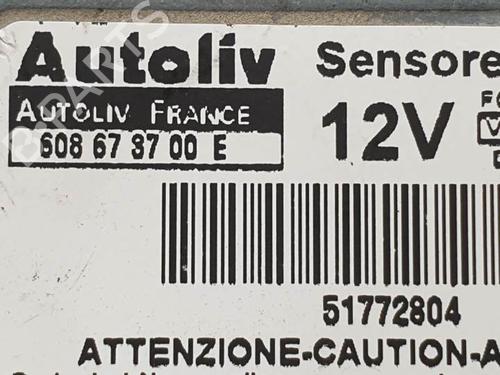 Autoliv Sensore
AUTOLIV FRANCE
608 67 37 00 E
12V
51772804
ATTENZIONE-CAUTION-A